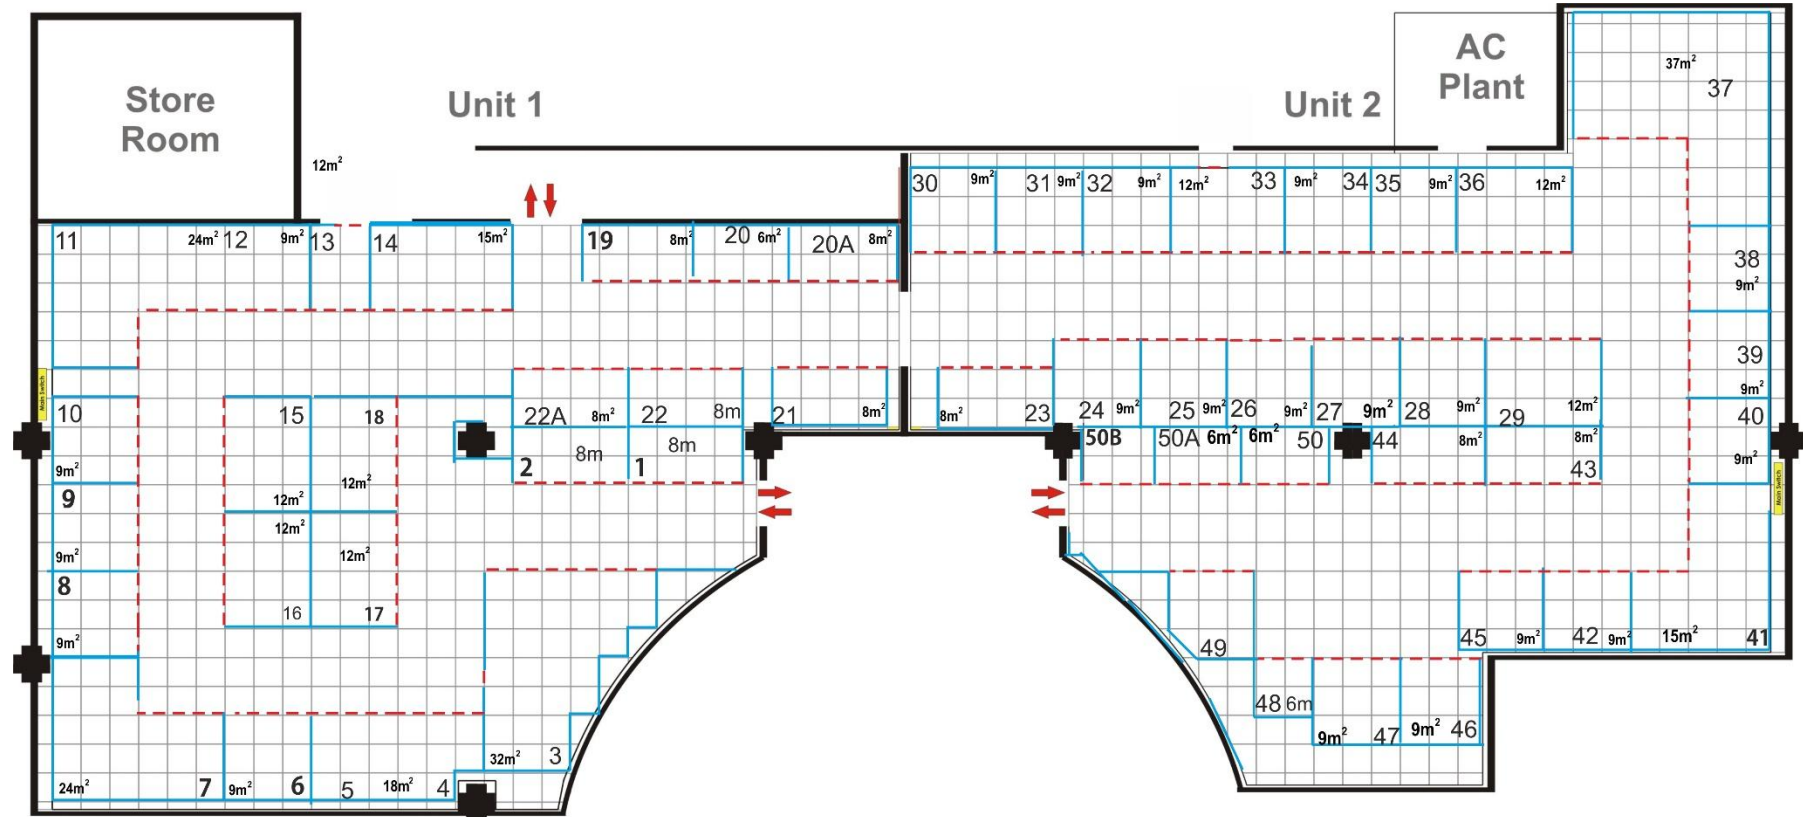 Store
Room
Unit 1
Unit 2
AC
Plant
37m²
37
12m²
30
9m²
31
9m²
32
9m²
12m²
33
9m²
34
35
9m²
36
12m²
11
24m²
12
9m²
13
14
15m²
19
8m²
20
6m²
20A
8m²
38
9m²
39
9m²
40
9m²
Main Switch
10
9m²
9
9m²
8
9m²
15
18
12m²
12m²
12m²
12m²
16
17
22A
8m²
22
8m
21
8m²
2
8m
1
8m
8m²
23
24
9m²
25
9m²
26
9m²
27
9m²
28
9m²
29
12m²
50B
50A
6m²
6m²
50
44
8m²
8m²
43
Main Switch
24m²
7
9m²
6
5
18m²
4
32m²
3
49
48
6m
9m²
47
9m²
46
45
9m²
42
9m²
15m²
41